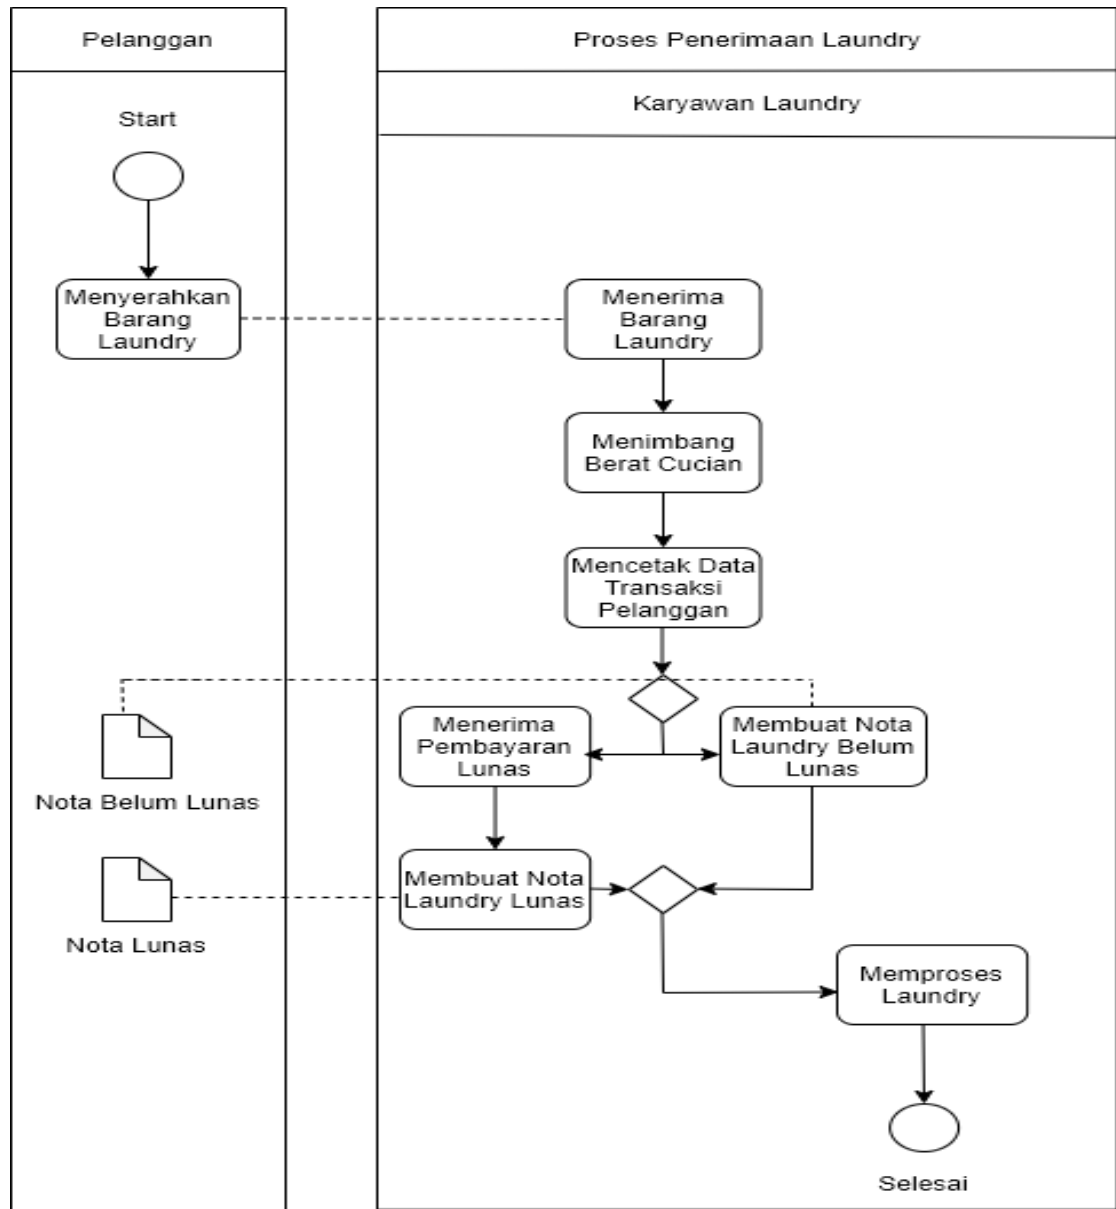 Pelanggan
Proses Penerimaan Laundry
Karyawan Laundry
Start
Menyerahkan
Barang
Laundry
Menerima
Barang
Laundry
Menimbang
Berat Cucian
Mencetak Data
Transaksi
Pelanggan
Menerima
Pembayaran
Lunas
Membuat Nota
Laundry Belum
Lunas
Nota Belum Lunas
Membuat Nota
Laundry Lunas
Nota Lunas
Memproses
Laundry
Selesai